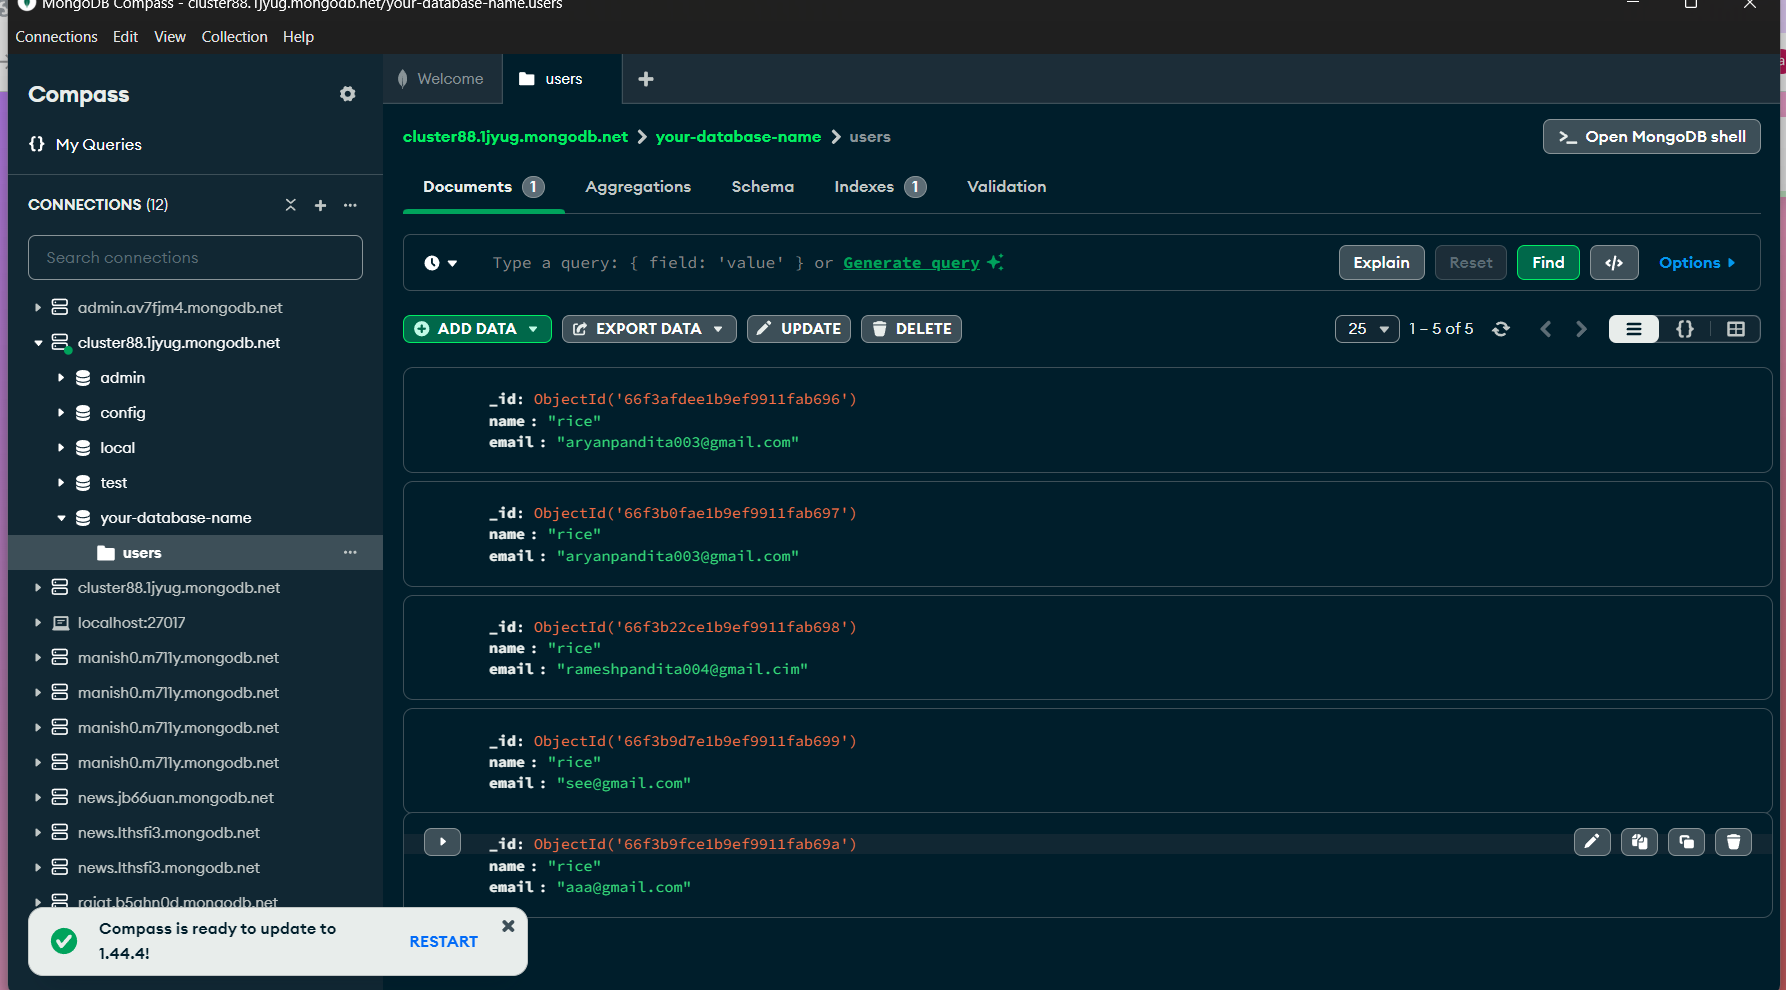 MongoDB Compass - cluster88.1jyug.mongodb.net/your-database-name.users
Connections Edit View Collection Help
Compass
{} My Queries
CONNECTIONS (12)
Search connections
admin.av7fjm4.mongodb.net
cluster88.1jyug.mongodb.net
admin
config
local
test
your-database-name
users
cluster88.1jyug.mongodb.net
localhost:27017
manish0.m711y.mongodb.net
manish0.m711y.mongodb.net
manish0.m711y.mongodb.net
manish0.m711y.mongodb.net
news.jb66uan.mongodb.net
news.lthsfi3.mongodb.net
news.lthsfi3.mongodb.net
rajat.b5ahn0d.mongodb.net
Compass is ready to update to
1.44.4!
RESTART
Welcome users
cluster88.1jyug.mongodb.net > your-database-name > users
>_ Open MongoDB shell
Documents 1 Aggregations Schema Indexes 1 Validation
Type a query: { field: 'value' } or Generate query
Explain Reset Find </> Options
ADD DATA EXPORT DATA UPDATE DELETE
25 1 – 5 of 5 {}
_id: ObjectId('66f3afdee1b9ef9911fab696')
name : "rice"
email : "aryanpandita003@gmail.com"
_id: ObjectId('66f3b0fae1b9ef9911fab697')
name : "rice"
email : "aryanpandita003@gmail.com"
_id: ObjectId('66f3b22ce1b9ef9911fab698')
name : "rice"
email : "rameshpandita004@gmail.cim"
_id: ObjectId('66f3b9d7e1b9ef9911fab699')
name : "rice"
email : "see@gmail.com"
_id: ObjectId('66f3b9fce1b9ef9911fab69a')
name : "rice"
email : "aaa@gmail.com"